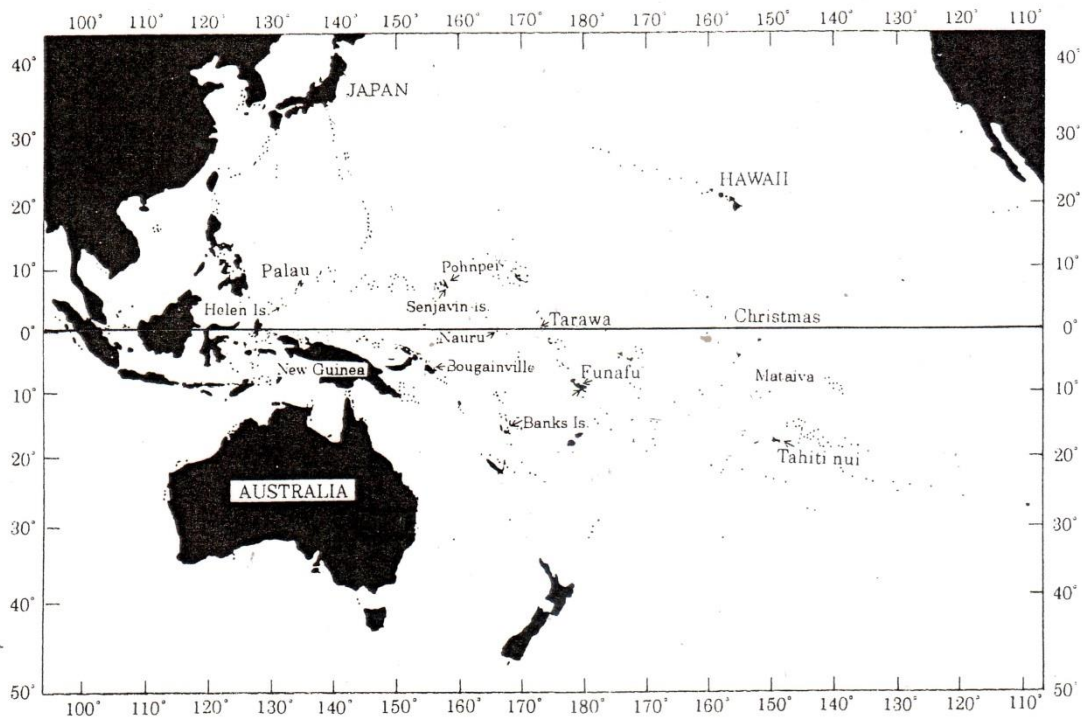 100° 110° 120° 130° 140° 150° 160° 170° 180° 170° 160° 150° 140° 130° 120° 110°
40° 40°
JAPAN
30° 30°
HAWAII
20° 20°
Palau Pohnpei
10° 10°
Helen Is. Senjavin is.
Tarawa Christmas
0° 0°
Nauru
New Guinea Bougainville Funafu Mataiva
10° 10°
Banks Is.
20° Tahiti nui 20°
AUSTRALIA
30° 30°
40° 40°
50° 50°
100° 110° 120° 130° 140° 150° 160° 170° 180° 170° 160° 150° 140° 130° 120° 110°